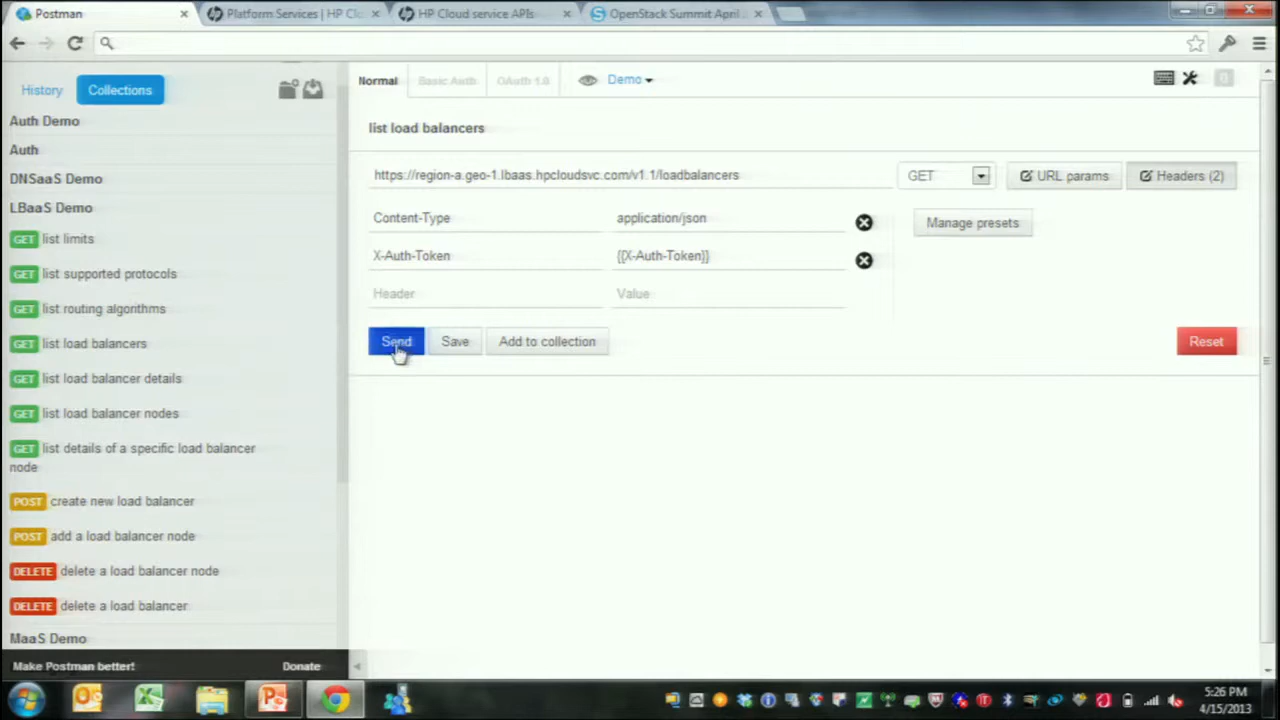 Postman
Platform Services | HP Clo
HP Cloud service APIs
OpenStack Summit April
History
Collections
Normal
Basic Auth
OAuth 1.0
Demo
Auth Demo
Auth
DNSaaS Demo
LBaaS Demo
GET list limits
GET list supported protocols
GET list routing algorithms
GET list load balancers
GET list load balancer details
GET list load balancer nodes
GET list details of a specific load balancer
node
POST create new load balancer
POST add a load balancer node
DELETE delete a load balancer node
DELETE delete a load balancer
MaaS Demo
Make Postman better!
Donate
list load balancers
https://region-a.geo-1.lbaas.hpcloudsvc.com/v1.1/loadbalancers
GET
URL params
Headers (2)
Content-Type
application/json
Manage presets
X-Auth-Token
{{X-Auth-Token}}
Header
Value
Send
Save
Add to collection
Reset
5:26 PM
4/15/2013